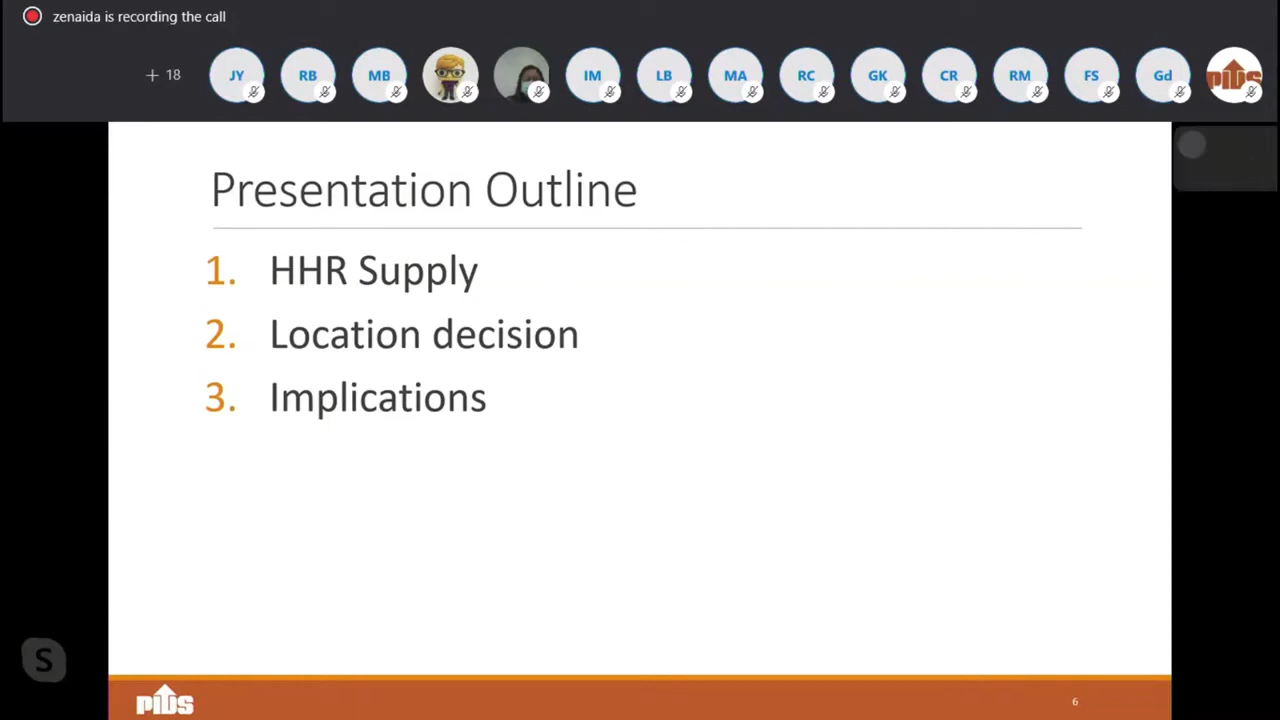 zenaida is recording the call
+ 18
JY
RB
MB
IM
LB
MA
RC
GK
CR
RM
FS
Gd
PIDS
Presentation Outline
1. HHR Supply
2. Location decision
3. Implications
S
PIDS
6